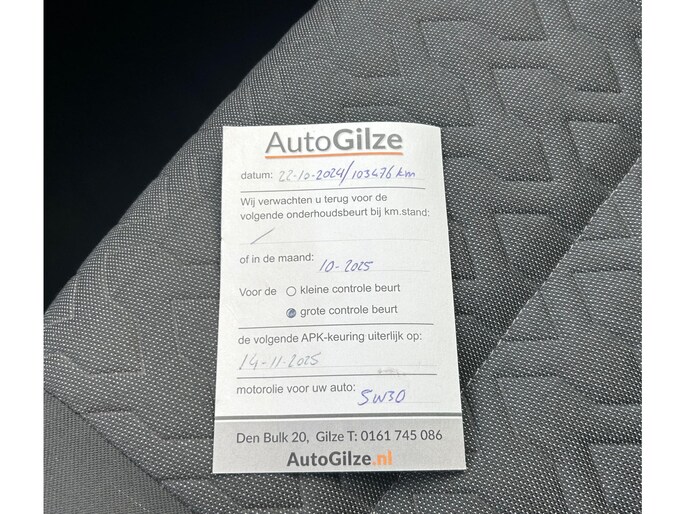 AutoGilze
datum: 22-10-2024/103476 km
Wij verwachten u terug voor de
volgende onderhoudsbeurt bij km.stand:
/
of in de maand: 10-2025
Voor de kleine controle beurt
grote controle beurt
de volgende APK-keuring uiterlijk op:
14-11-2025
motorolie voor uw auto: 5W30
Den Bulk 20, Gilze T: 0161 745 086
AutoGilze.nl